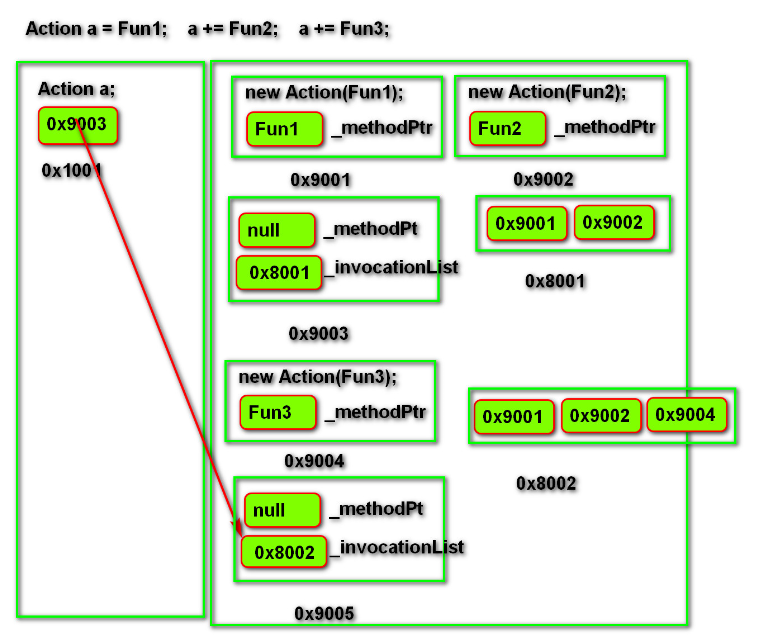 Action a = Fun1; a += Fun2; a += Fun3;
Action a;
0x9003
0x1001
new Action(Fun1);
Fun1 _methodPtr
0x9001
new Action(Fun2);
Fun2 _methodPtr
0x9002
null _methodPt
0x8001 _invocationList
0x9003
0x9001 0x9002
0x8001
new Action(Fun3);
Fun3 _methodPtr
0x9004
0x9001 0x9002 0x9004
0x8002
null _methodPt
0x8002 _invocationList
0x9005